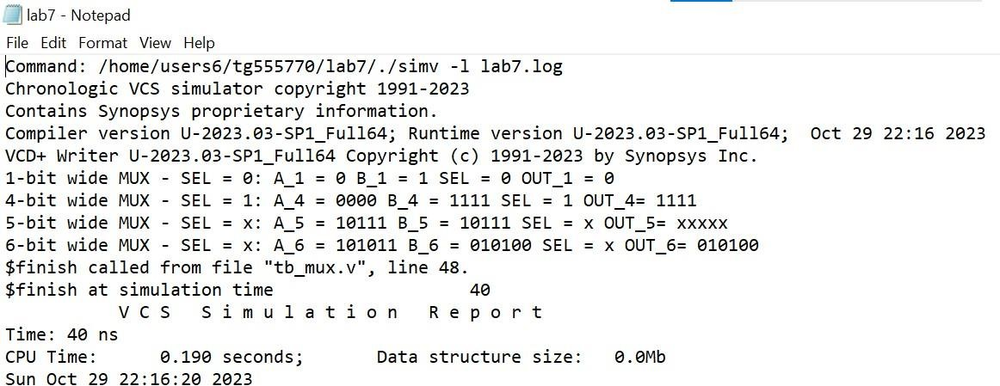 lab7 - Notepad
File Edit Format View Help
Command: /home/users6/tg555770/lab7/./simv -l lab7.log
Chronologic VCS simulator copyright 1991-2023
Contains Synopsys proprietary information.
Compiler version U-2023.03-SP1_Full64; Runtime version U-2023.03-SP1_Full64;  Oct 29 22:16 2023
VCD+ Writer U-2023.03-SP1_Full64 Copyright (c) 1991-2023 by Synopsys Inc.
1-bit wide MUX - SEL = 0: A_1 = 0 B_1 = 1 SEL = 0 OUT_1 = 0
4-bit wide MUX - SEL = 1: A_4 = 0000 B_4 = 1111 SEL = 1 OUT_4= 1111
5-bit wide MUX - SEL = x: A_5 = 10111 B_5 = 10111 SEL = x OUT_5= xxxxx
6-bit wide MUX - SEL = x: A_6 = 101011 B_6 = 010100 SEL = x OUT_6= 010100
$finish called from file "tb_mux.v", line 48.
$finish at simulation time                   40
           V C S   S i m u l a t i o n   R e p o r t
Time: 40 ns
CPU Time:      0.190 seconds;       Data structure size:   0.0Mb
Sun Oct 29 22:16:20 2023